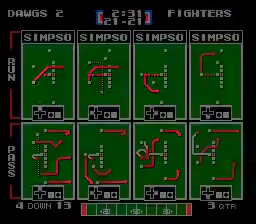 DAWGS 2 2:31 FIGHTERS
21-21
SIMPSO SIMPSO SIMPSO SIMPSO
RUN
PASS
4 DOWN 13 3 QTR